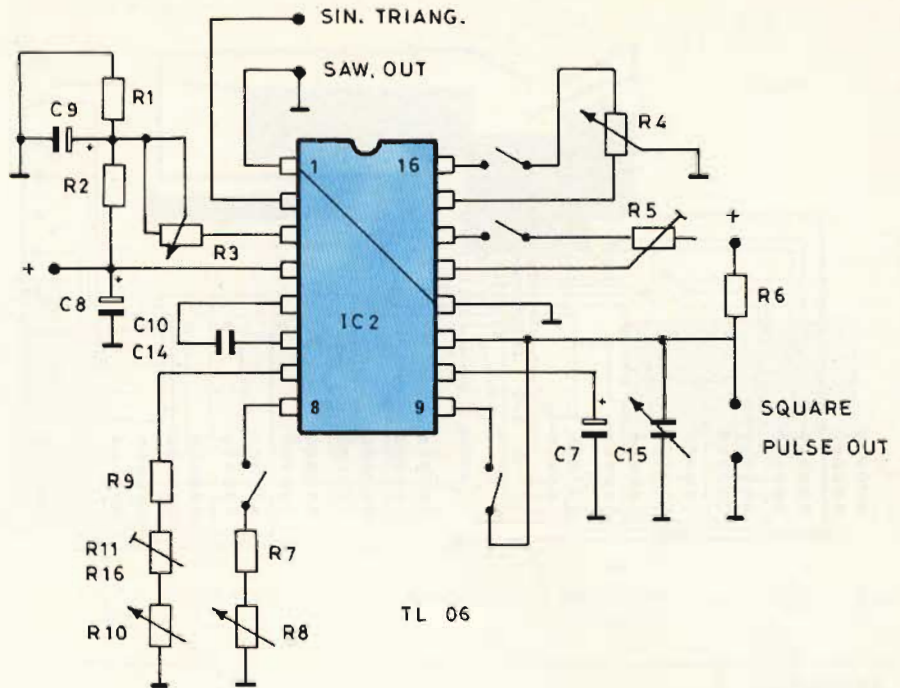 SIN. TRIANG.
SAW. OUT
R1
C9
+
R2
R3
+
+
C8
C10
C14
1
16
IC2
8
9
R4
R5
+
R6
+
C7
C15
SQUARE
PULSE OUT
R9
R11
R16
R10
R7
R8
TL 06